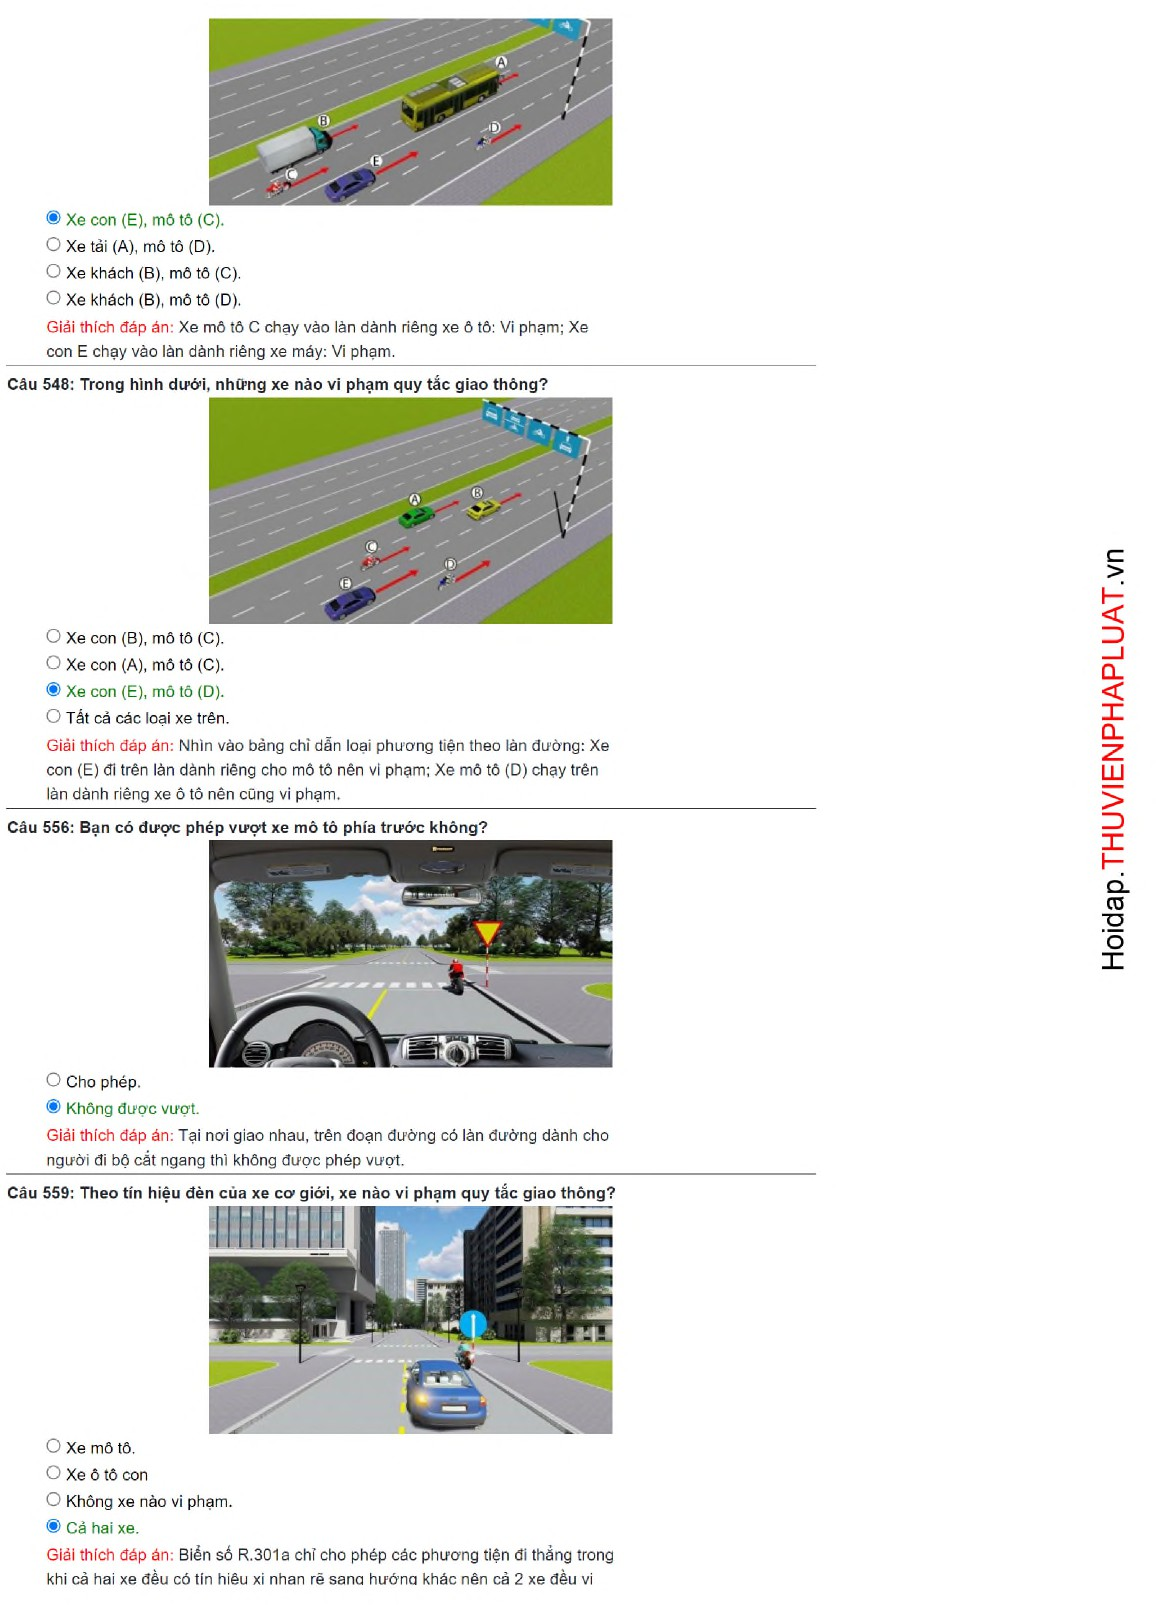 A
B
D
E
C
Xe con (E), mô tô (C).
Xe tải (A), mô tô (D).
Xe khách (B), mô tô (C).
Xe khách (B), mô tô (D).
Giải thích đáp án: Xe mô tô C chạy vào làn dành riêng xe ô tô: Vi phạm; Xe
con E chạy vào làn dành riêng xe máy: Vi phạm.
Câu 548: Trong hình dưới, những xe nào vi phạm quy tắc giao thông?
A
B
C
D
E
Xe con (B), mô tô (C).
Xe con (A), mô tô (C).
Xe con (E), mô tô (D).
Tất cả các loại xe trên.
Giải thích đáp án: Nhìn vào bảng chỉ dẫn loại phương tiện theo làn đường: Xe
con (E) đi trên làn dành riêng cho mô tô nên vi phạm; Xe mô tô (D) chạy trên
làn dành riêng xe ô tô nên cũng vi phạm.
Câu 556: Bạn có được phép vượt xe mô tô phía trước không?
Cho phép.
Không được vượt.
Giải thích đáp án: Tại nơi giao nhau, trên đoạn đường có làn đường dành cho
người đi bộ cắt ngang thì không được phép vượt.
Câu 559: Theo tín hiệu đèn của xe cơ giới, xe nào vi phạm quy tắc giao thông?
Xe mô tô.
Xe ô tô con
Không xe nào vi phạm.
Cả hai xe.
Giải thích đáp án: Biển số R.301a chỉ cho phép các phương tiện đi thẳng trong
khi cả hai xe đều có tín hiệu xi nhan rẽ sang hướng khác nên cả 2 xe đều vi
Hoidap.THUVIENPHAPLUAT.vn